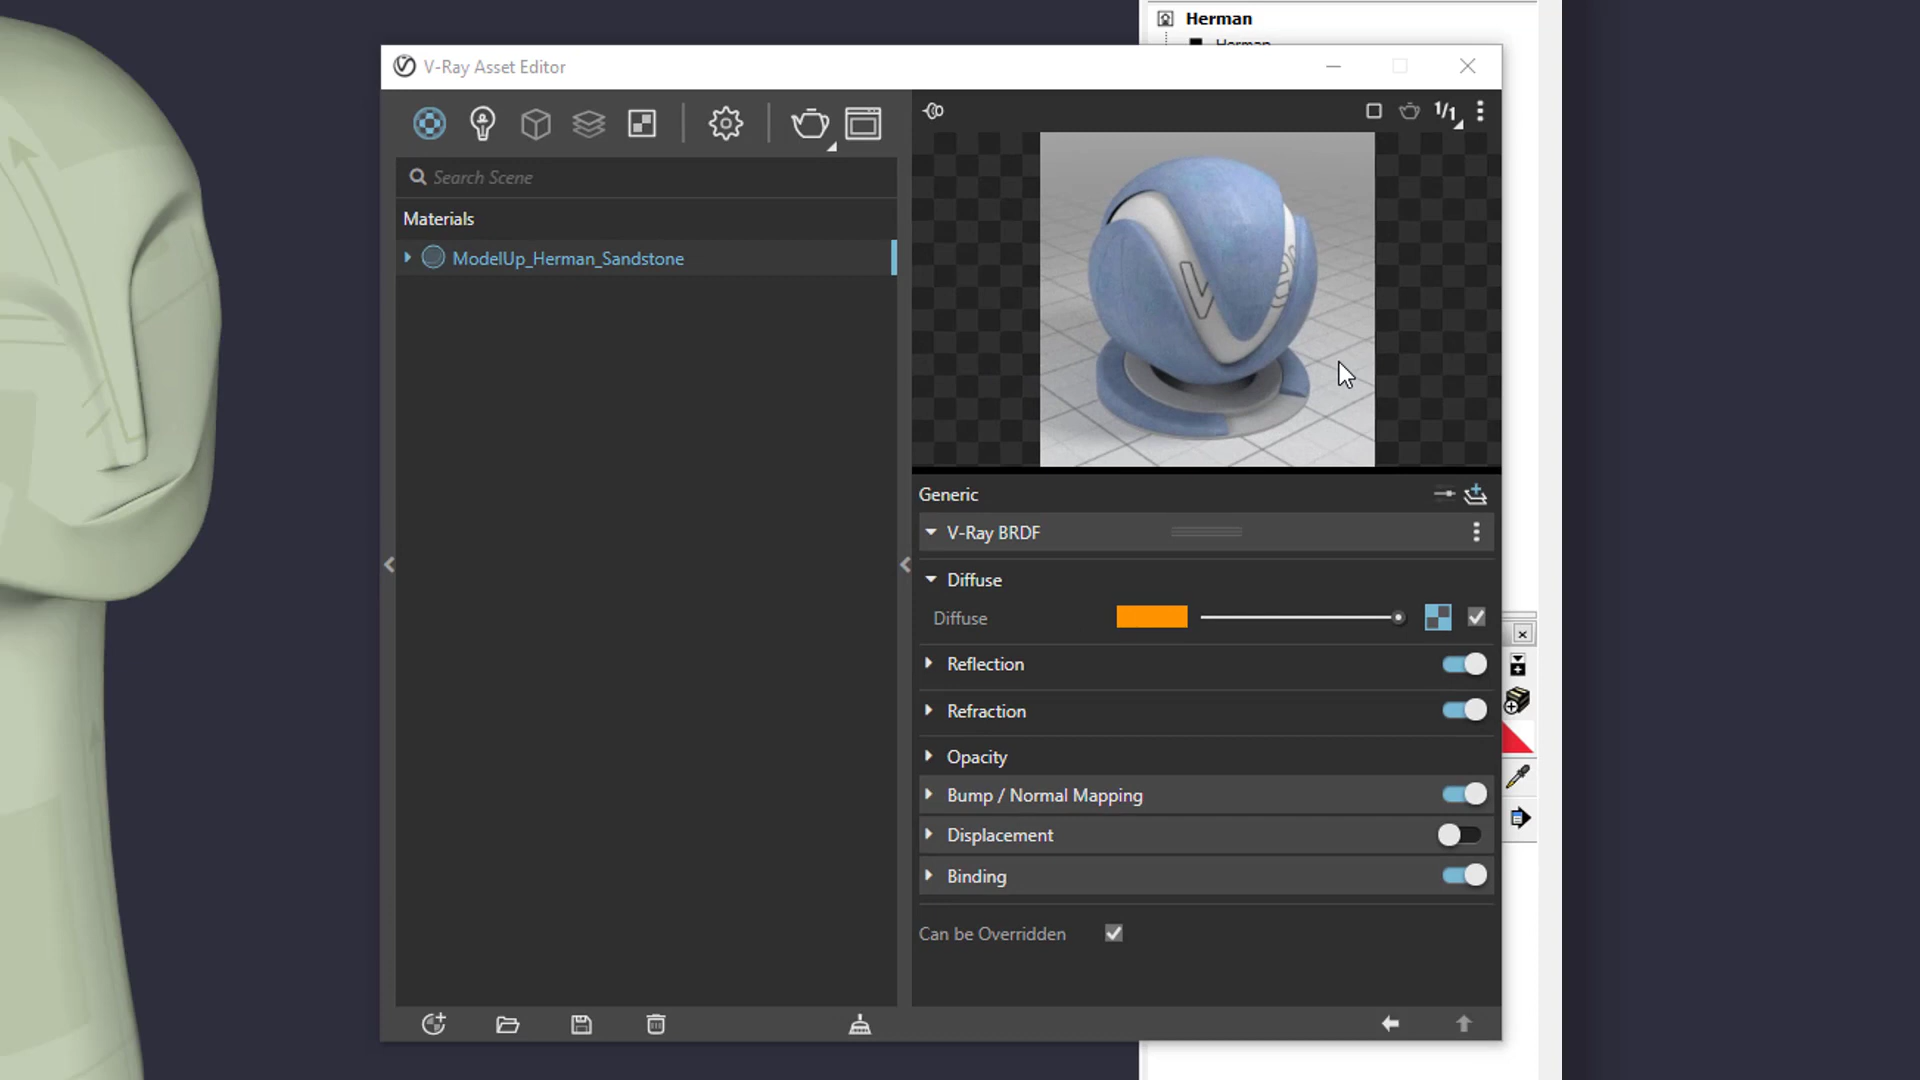 Herman
Herman
V-Ray Asset Editor
1/1
Search Scene
Materials
ModelUp_Herman_Sandstone
Generic
V-Ray BRDF
Diffuse
Diffuse
Reflection
Refraction
Opacity
Bump / Normal Mapping
Displacement
Binding
Can be Overridden